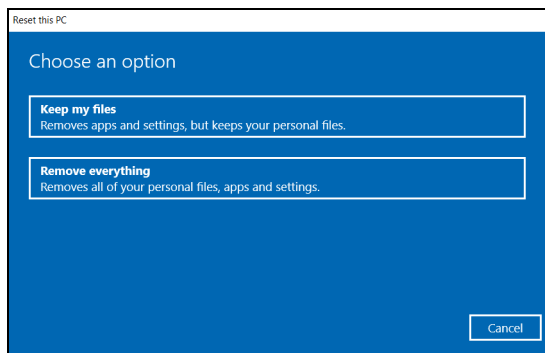 Reset this PC
Choose an option
Keep my files
Removes apps and settings, but keeps your personal files.
Remove everything
Removes all of your personal files, apps and settings.
Cancel